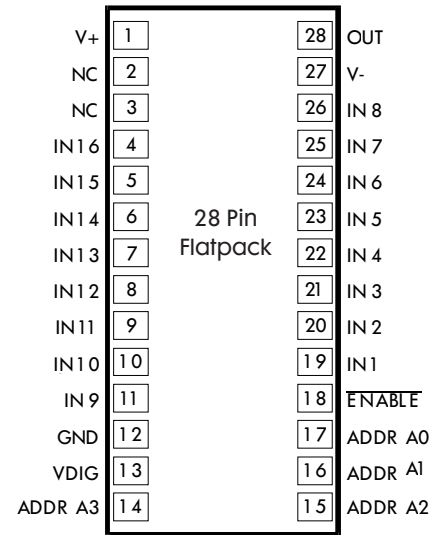 V+ 1 28 OUT
NC 2 27 V-
NC 3 26 IN 8
IN16 4 25 IN 7
IN15 5 24 IN 6
IN14 6 28 Pin 23 IN 5
IN13 7 Flatpack 22 IN 4
IN12 8 21 IN 3
IN11 9 20 IN 2
IN10 10 19 IN1
IN 9 11 18 ENABLE
GND 12 17 ADDR A0
VDIG 13 16 ADDR A1
ADDR A3 14 15 ADDR A2